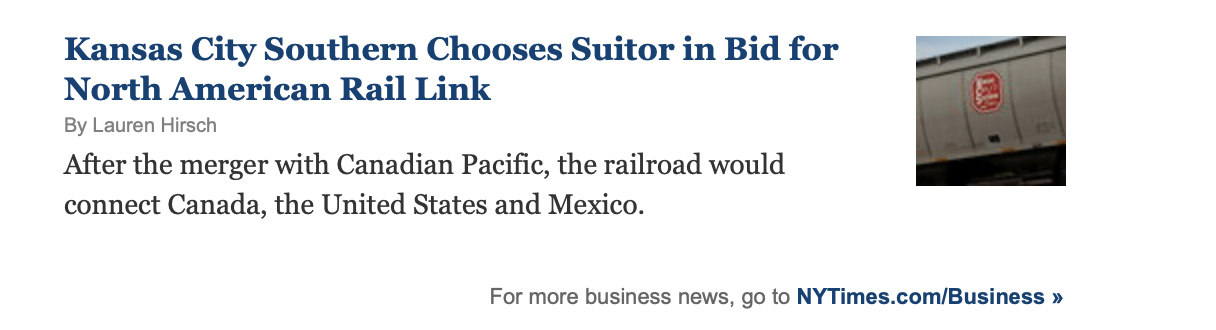 Kansas City Southern Chooses Suitor in Bid for
North American Rail Link
By Lauren Hirsch
After the merger with Canadian Pacific, the railroad would
connect Canada, the United States and Mexico.
For more business news, go to NYTimes.com/Business »